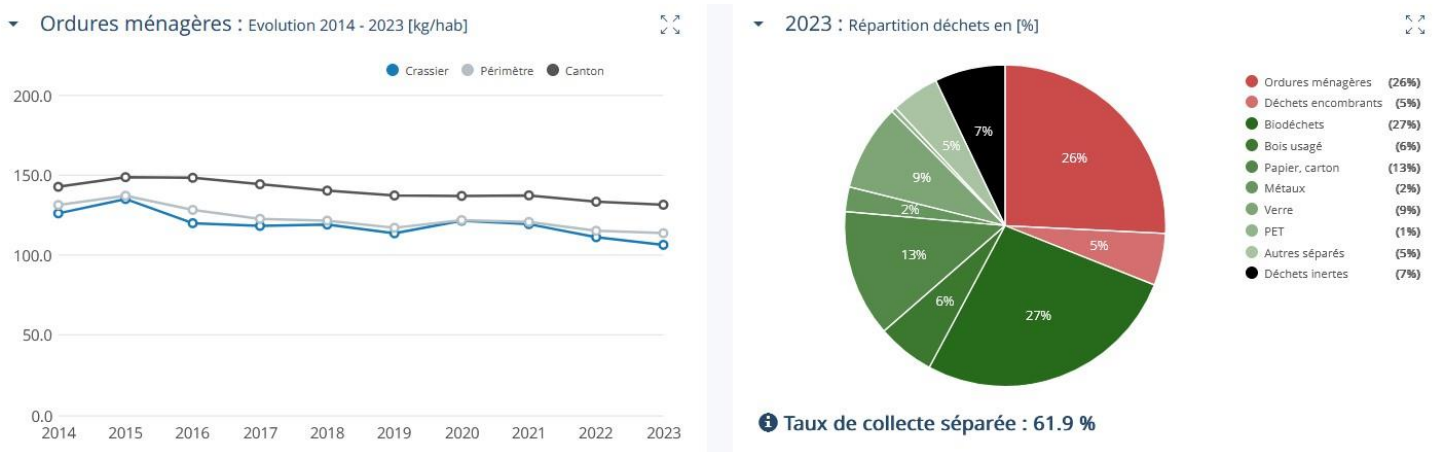 Ordures ménagères : Evolution 2014 - 2023 [kg/hab]
Crassier Périmètre Canton
200.0
150.0
100.0
50.0
0.0
2014 2015 2016 2017 2018 2019 2020 2021 2022 2023
2023 : Répartition déchets en [%]
7%
5%
26%
9%
2%
13%
5%
6%
27%
Ordures ménagères (26%)
Déchets encombrants (5%)
Biodéchets (27%)
Bois usagé (6%)
Papier, carton (13%)
Métaux (2%)
Verre (9%)
PET (1%)
Autres séparés (5%)
Déchets inertes (7%)
Taux de collecte séparée : 61.9 %